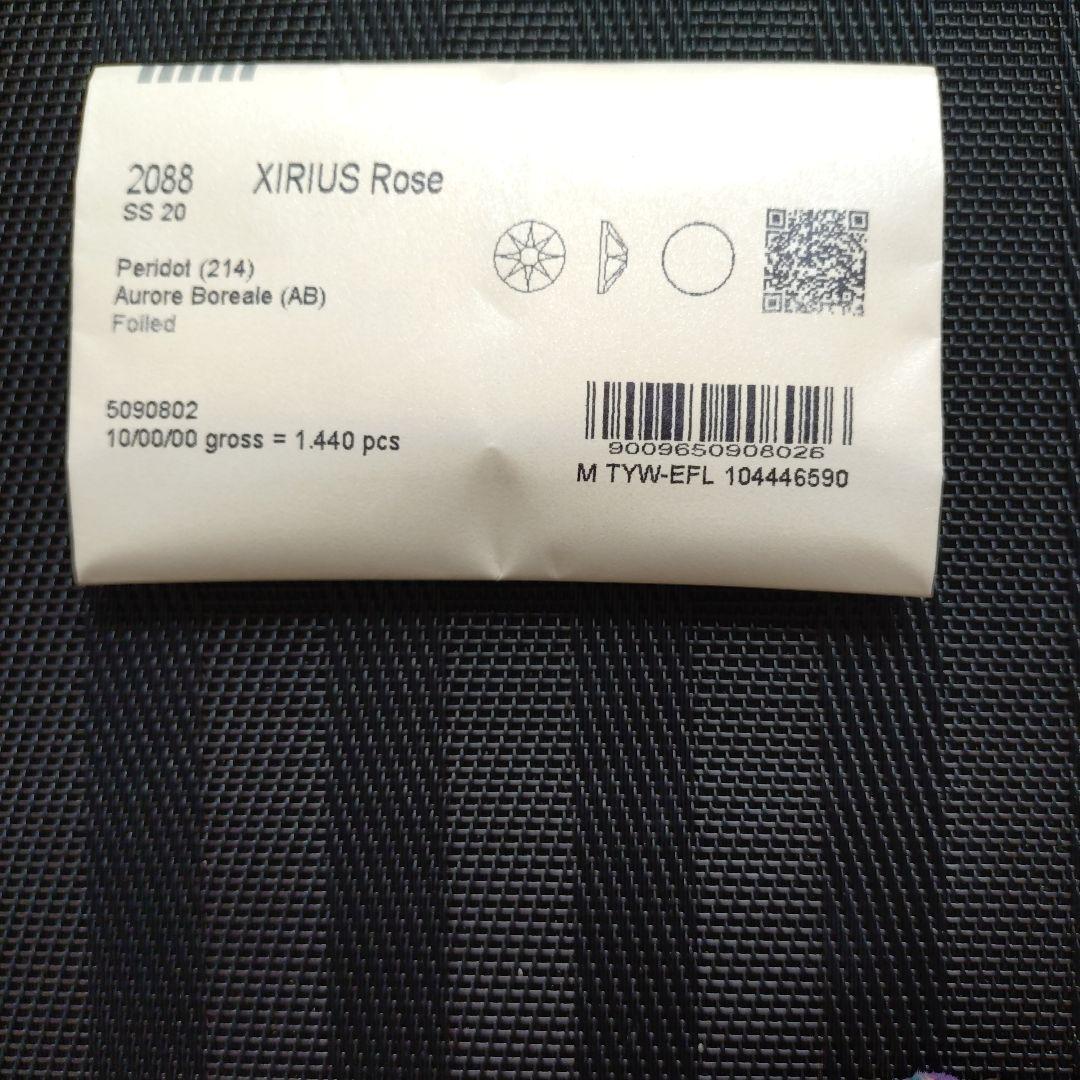 2088 XIRIUS Rose
SS 20
Peridot (214)
Aurore Boreale (AB)
Foiled
5090802
10/00/00 gross = 1.440 pcs
9009650908026
M TYW-EFL 104446590